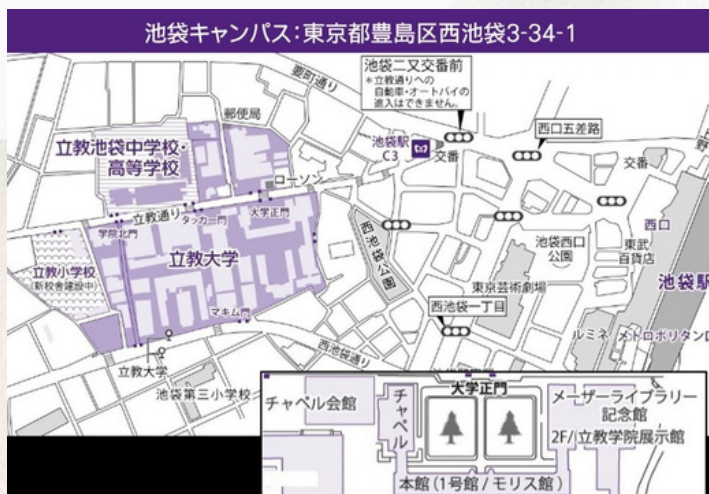 池袋キャンパス：東京都豊島区西池袋3-34-1
要町通り
池袋二又交番前
＊立教通りへの
自動車・オートバイの
進入はできません。
郵便局
西口五差路
立教池袋中学校・
高等学校
池袋駅
C3
交番
交番
ローソン
立教通り
タッカー門
大学正門
学院北門
西口
立教大学
西池袋公園
池袋西口
公園
東武
百貨店
立教小学校
(新校舎建設中)
東京芸術劇場
池袋駅
マキム門
西池袋一丁目
西池袋通り
ルミネ
メトロポリタン口
立教大学
池袋第三小学校
大学正門
チャペル会館
チャペル
メーザーライブラリー
記念館
2F/立教学院展示館
本館(1号館/モリス館)